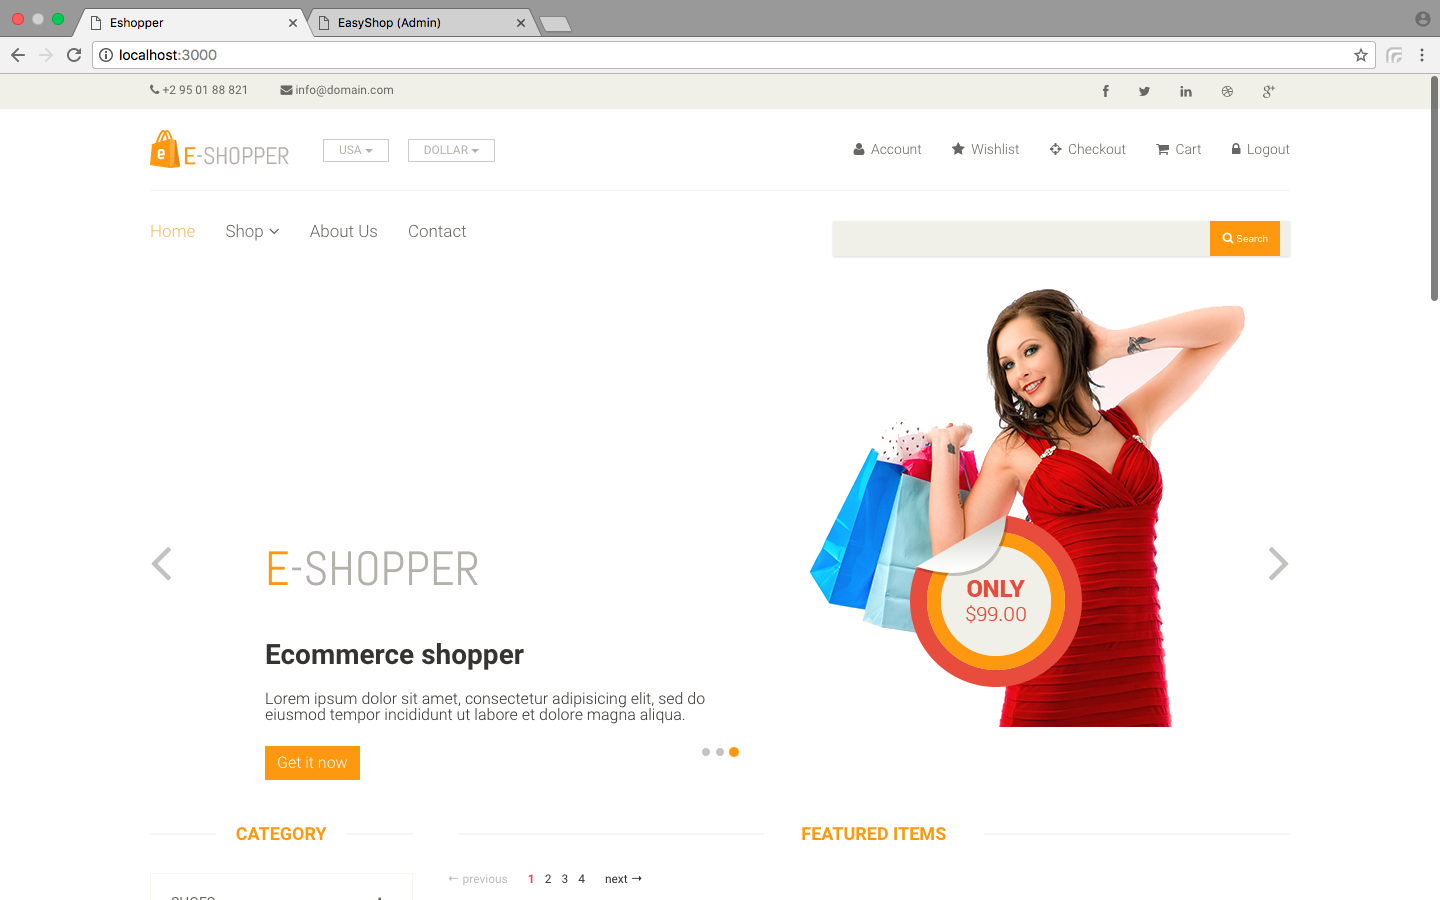 Eshopper
EasyShop (Admin)
localhost:3000
+2 95 01 88 821
info@domain.com
E-SHOPPER
USA
DOLLAR
Account
Wishlist
Checkout
Cart
Logout
Home
Shop
About Us
Contact
Search
E-SHOPPER
Ecommerce shopper
Lorem ipsum dolor sit amet, consectetur adipisicing elit, sed do
eiusmod tempor incididunt ut labore et dolore magna aliqua.
Get it now
ONLY
$99.00
CATEGORY
FEATURED ITEMS
← previous 1 2 3 4 next →
SHOES